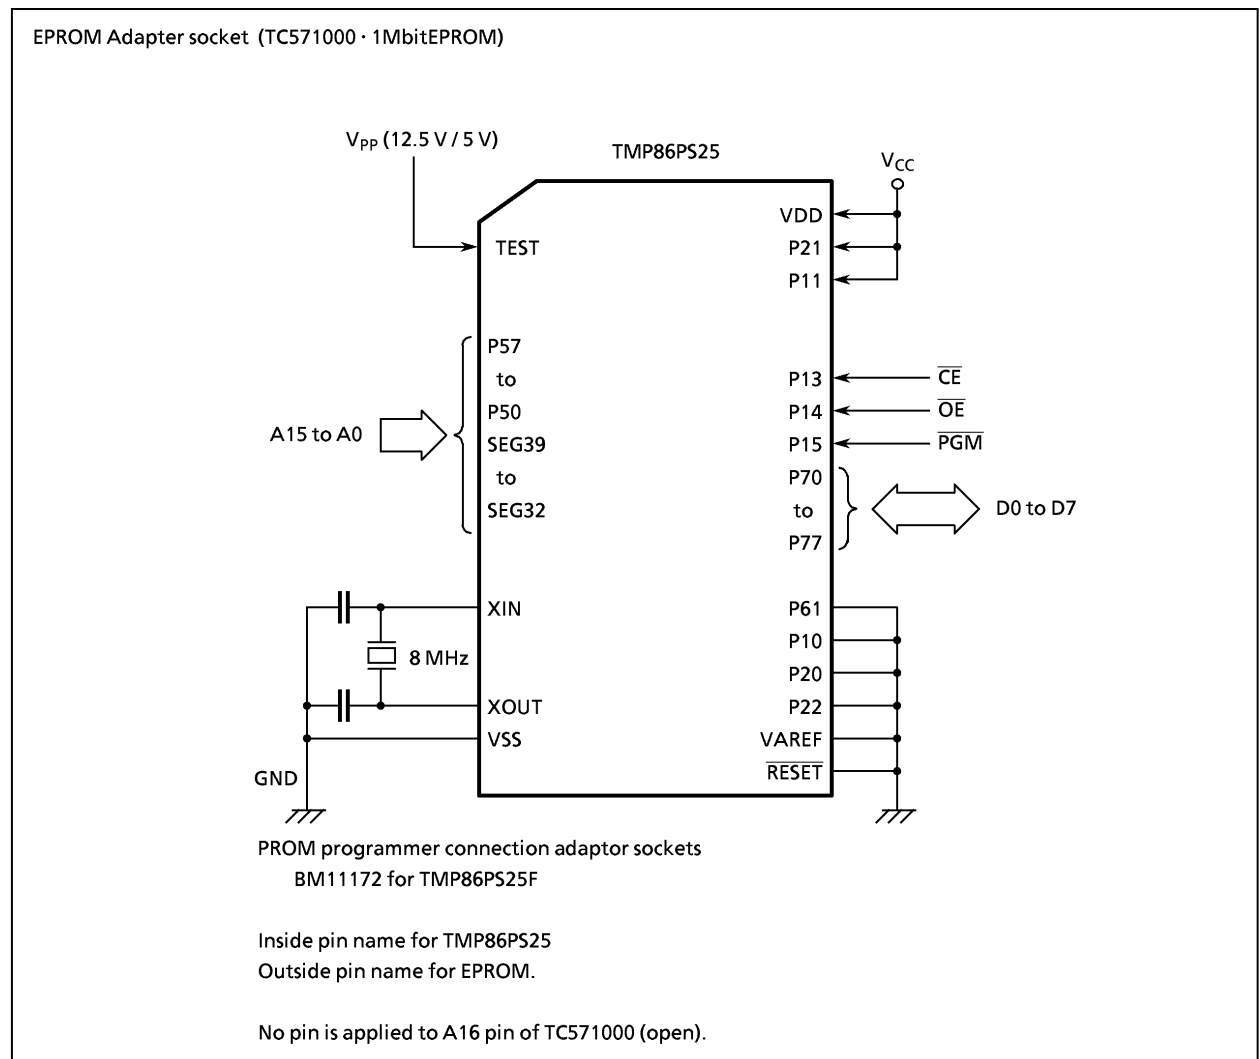 EPROM Adapter socket (TC571000 · 1MbitEPROM)
VPP (12.5 V / 5 V)
TMP86PS25
VCC
VDD
TEST
P21
P11
P57
to
P50
SEG39
to
SEG32
A15 to A0
P13
CE
P14
OE
P15
PGM
P70
to
P77
D0 to D7
XIN
8 MHz
XOUT
VSS
GND
P61
P10
P20
P22
VAREF
RESET
PROM programmer connection adaptor sockets
BM11172 for TMP86PS25F
Inside pin name for TMP86PS25
Outside pin name for EPROM.
No pin is applied to A16 pin of TC571000 (open).